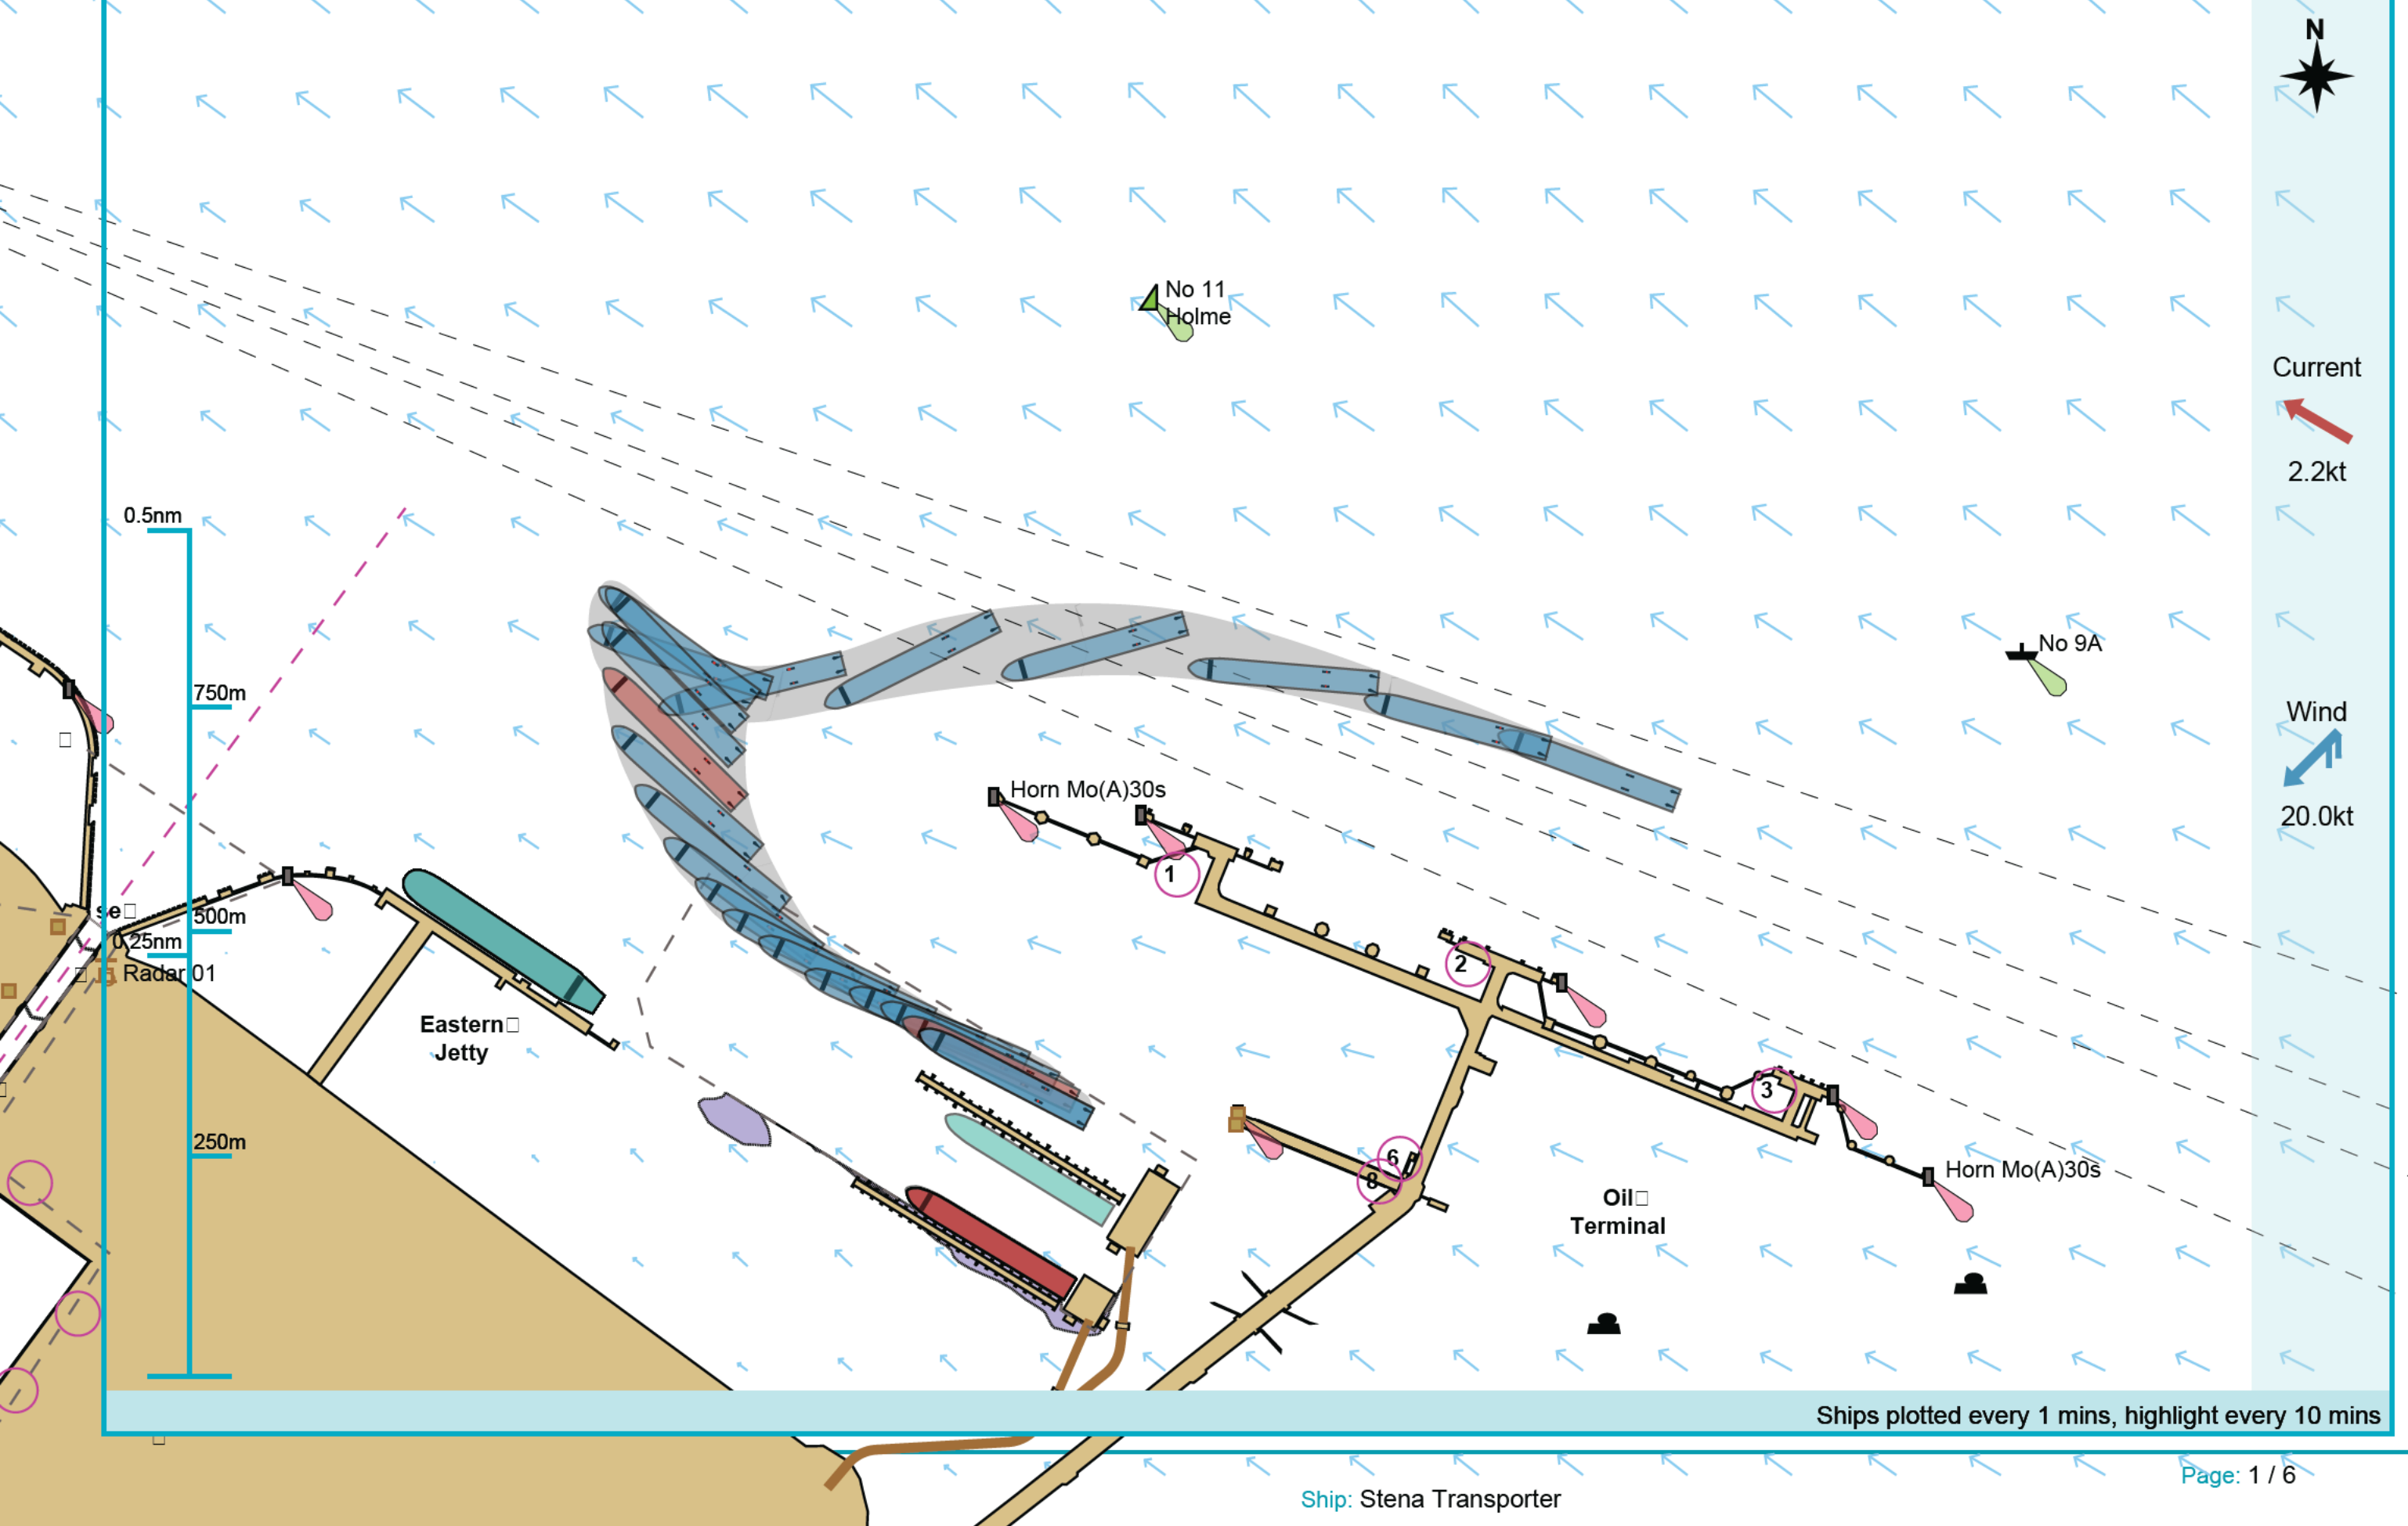 N
No 11
Holme
Current
2.2kt
0.5nm
No 9A
750m
Wind
20.0kt
Horn Mo(A)30s
1
se
500m
0.25nm
2
Radar 01
Eastern
Jetty
3
250m
6
8
Horn Mo(A)30s
Oil
Terminal
Ships plotted every 1 mins, highlight every 10 mins
Page: 1 / 6
Ship: Stena Transporter